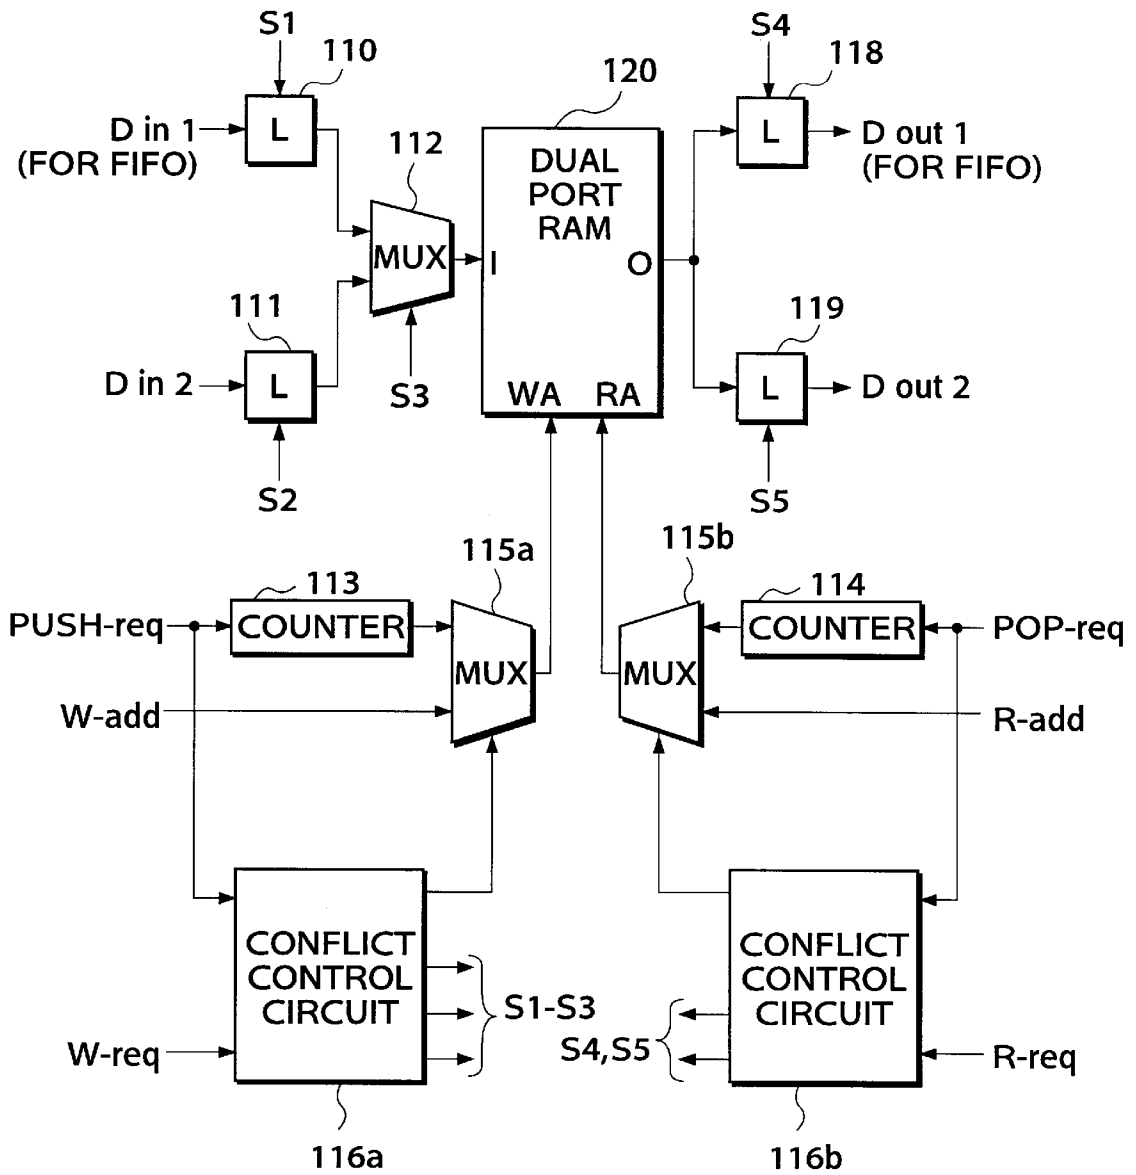 S1
110
D in 1
(FOR FIFO)
L
112
MUX
111
D in 2
L
S2
S3
120
DUAL
PORT
RAM
I
O
WA
RA
S4
118
L
D out 1
(FOR FIFO)
119
L
D out 2
S5
115a
115b
113
PUSH-req
COUNTER
MUX
W-add
114
COUNTER
POP-req
MUX
R-add
CONFLICT
CONTROL
CIRCUIT
W-req
S1-S3
116a
CONFLICT
CONTROL
CIRCUIT
S4,S5
R-req
116b